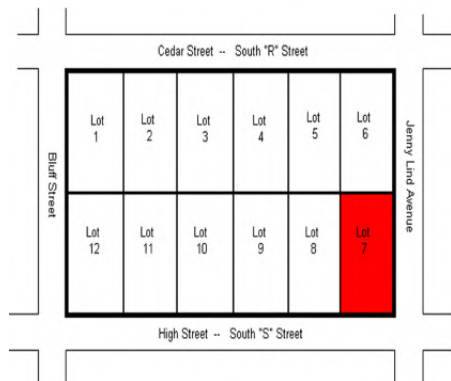 Cedar Street -- South "R" Street
Lot
1
Lot
2
Lot
3
Lot
4
Lot
5
Lot
6
Bluff Street
Jenny Lind Avenue
Lot
12
Lot
11
Lot
10
Lot
9
Lot
8
Lot
7
High Street -- South "S" Street